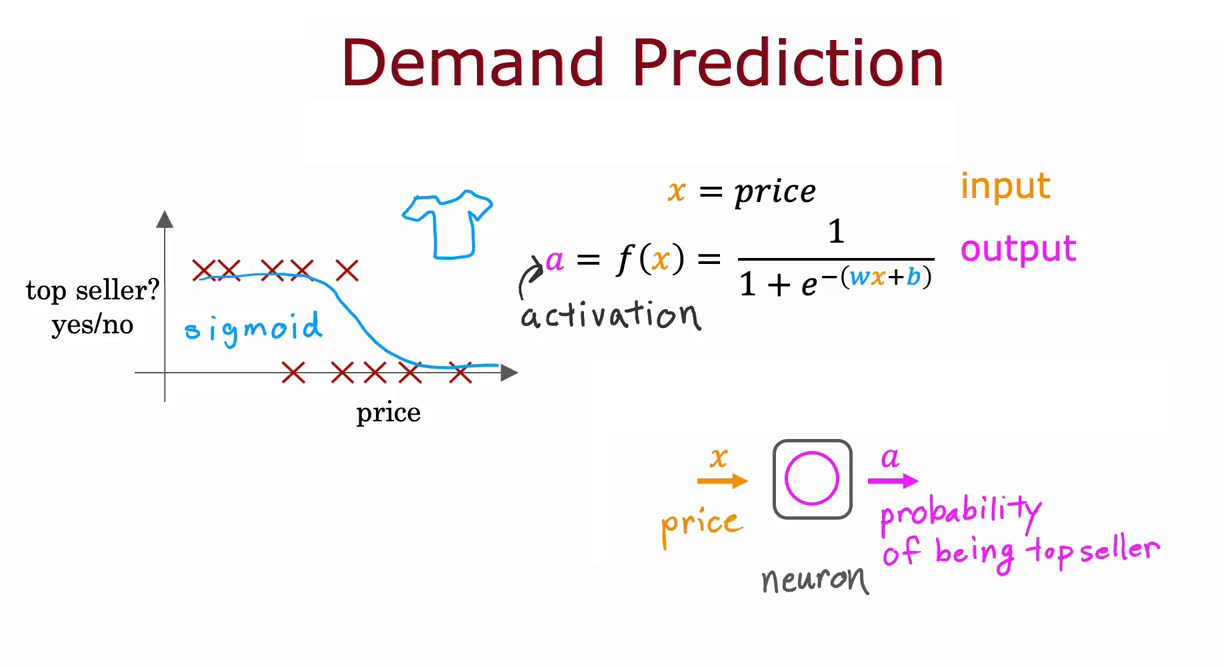 Demand Prediction
x = price
input
a = f(x) = 1 / 1 + e^−(wx+b)
output
activation
top seller?
yes/no
sigmoid
price
x
a
price
probability
of being top seller
neuron